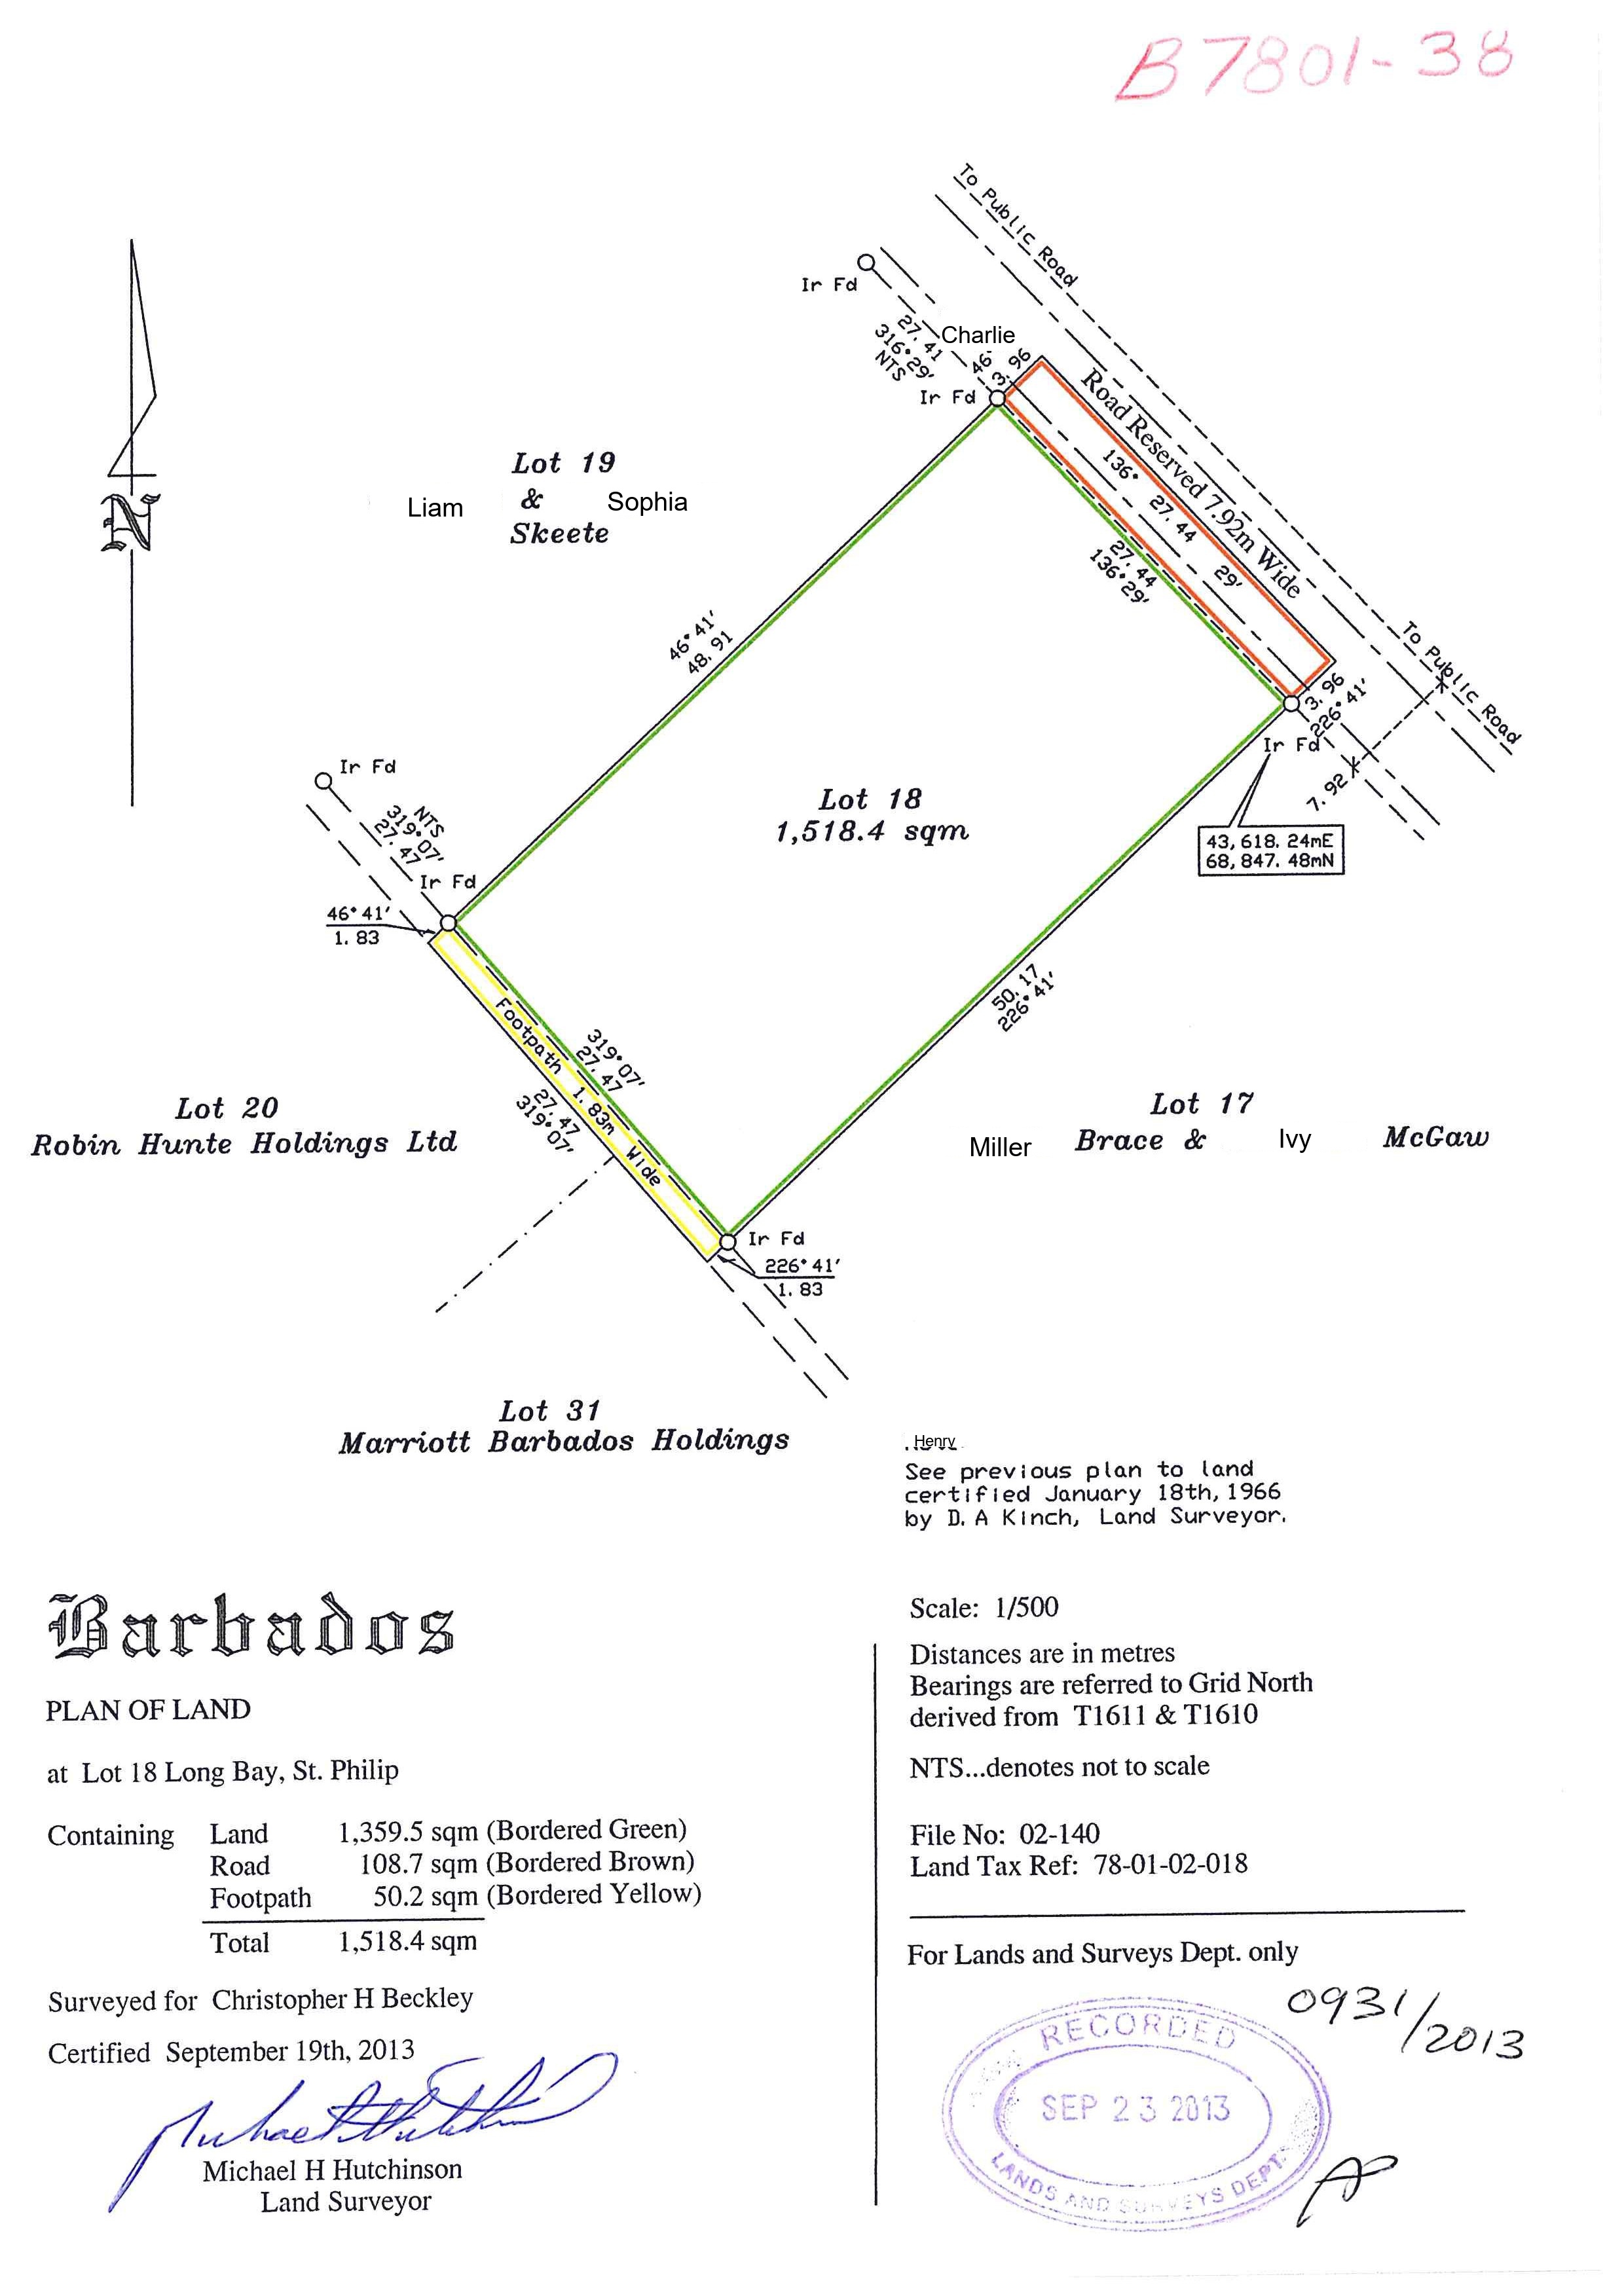 B7801-38
To Public Road
Ir Fd
27.41
316°29'
NTS
Charlie
46°
3.96
Ir Fd
Road Reserved 7.92m Wide
136° 27.44 29'
27.44
136°29'
Lot 19
Liam & Sophia
Skeete
46°41'
48.91
To Public Road
3.96
226°41'
Ir Fd
7.92
43,618.24mE
68,847.48mN
N
Ir Fd
NTS
319°07'
27.47
Ir Fd
46°41'
1.83
Lot 18
1,518.4 sqm
50.17
226°41'
Footpath 1.83m Wide
319°07'
27.47
27.47
319°07'
Lot 20
Robin Hunte Holdings Ltd
Lot 17
Miller Brace & Ivy McGaw
Ir Fd
226°41'
1.83
Lot 31
Marriott Barbados Holdings
Henry
See previous plan to land
certified January 18th, 1966
by D. A Kinch, Land Surveyor.
Barbados
PLAN OF LAND
at Lot 18 Long Bay, St. Philip
Containing Land 1,359.5 sqm (Bordered Green)
Road 108.7 sqm (Bordered Brown)
Footpath 50.2 sqm (Bordered Yellow)
Total 1,518.4 sqm
Surveyed for Christopher H Beckley
Certified September 19th, 2013
Michael H Hutchinson
Land Surveyor
Scale: 1/500
Distances are in metres
Bearings are referred to Grid North
derived from T1611 & T1610
NTS...denotes not to scale
File No: 02-140
Land Tax Ref: 78-01-02-018
For Lands and Surveys Dept. only
0931/2013
RECORDED
SEP 23 2013
LANDS AND SURVEYS DEPT.